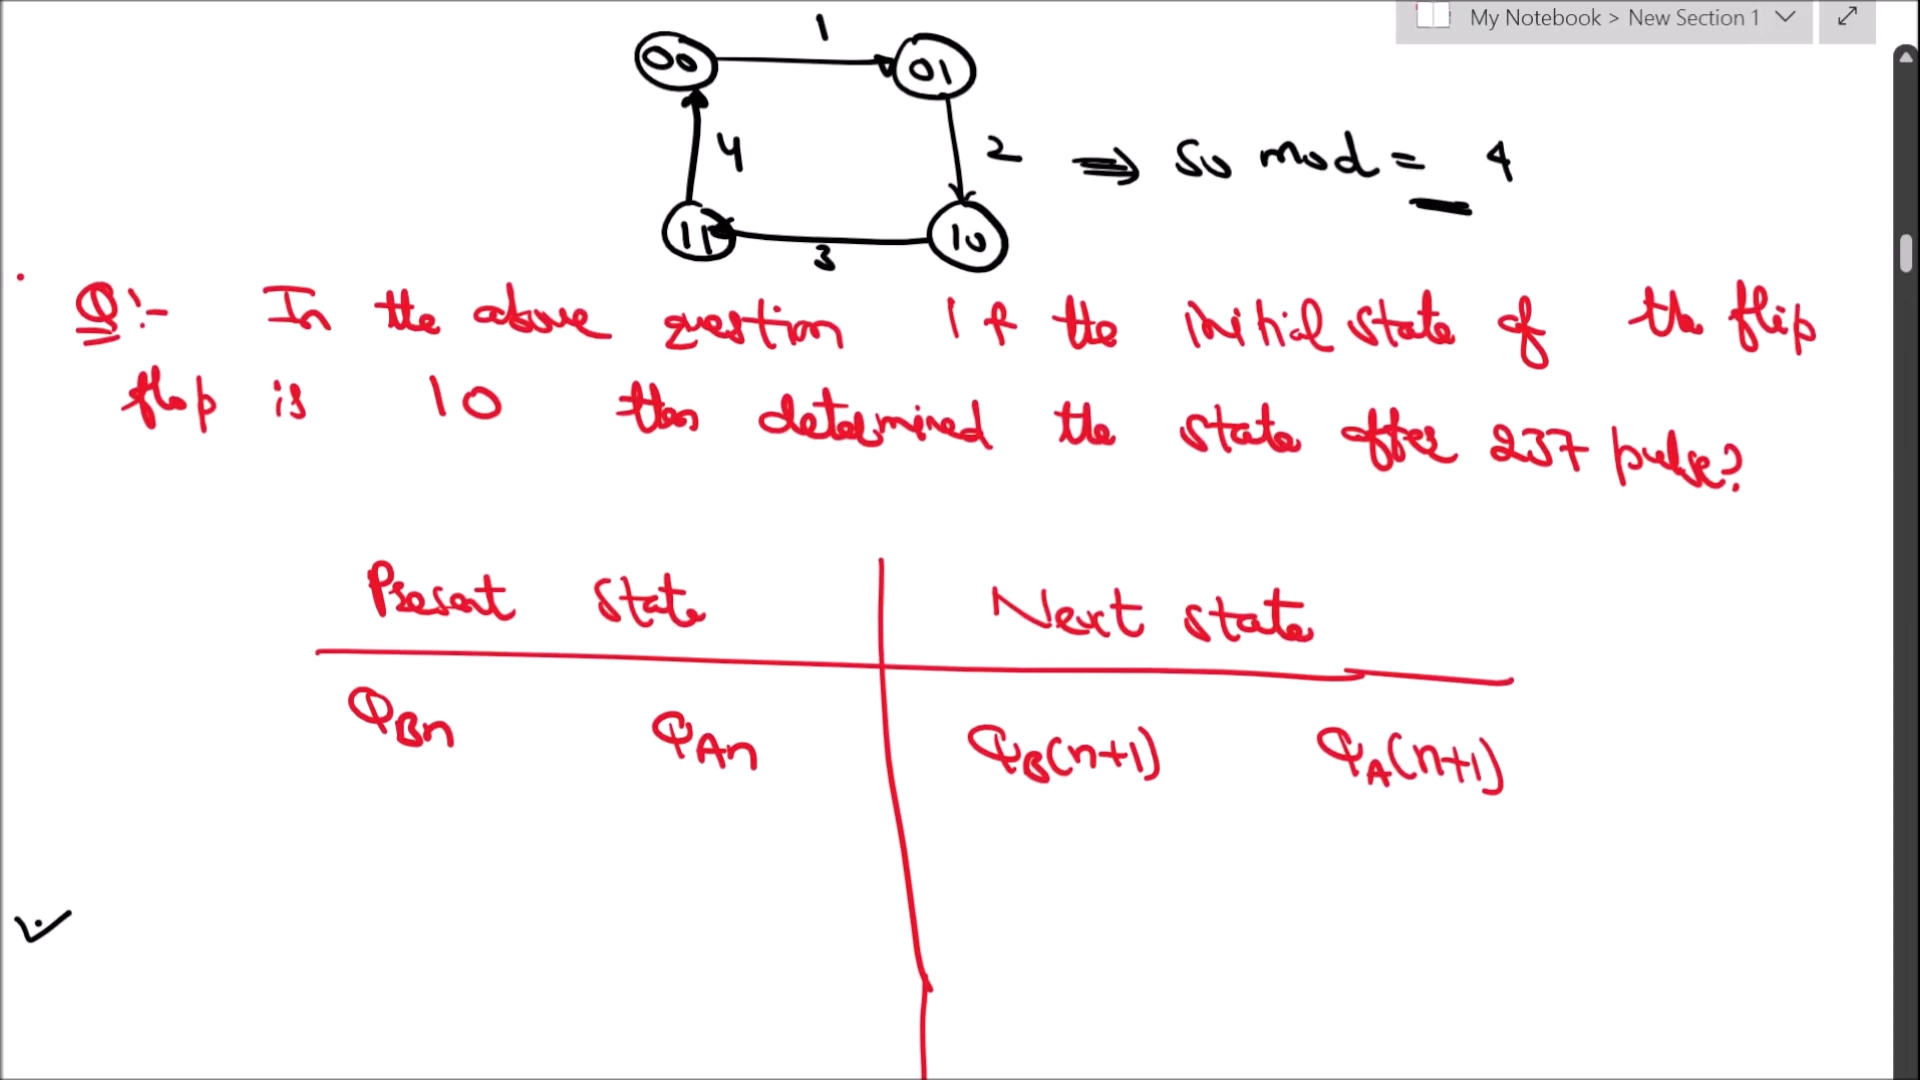 My Notebook > New Section 1
1
00
01
4
2 ⇒ so mod = 4
11
10
3
Q:- In the above question if the initial state of the flip
flop is 10 then determined the state after 237 pulse?
Present state Next state
QBn QAn QB(n+1) QA(n+1)